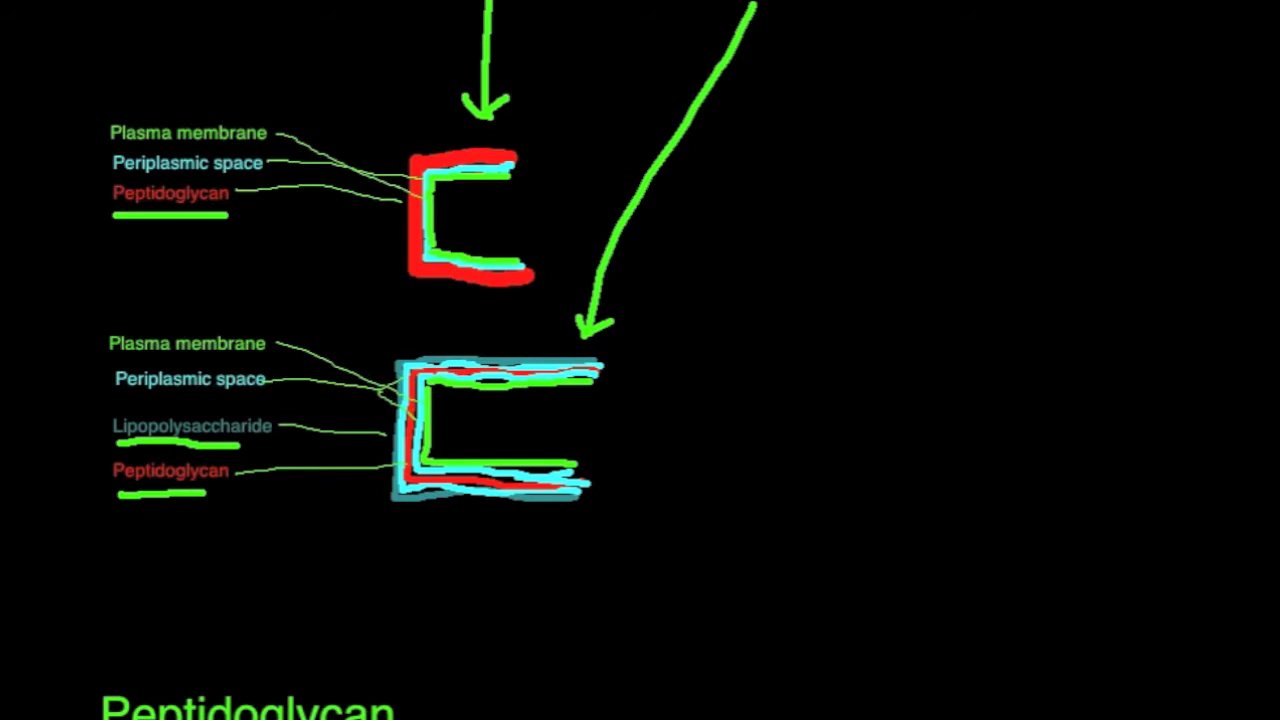 Plasma membrane
Periplasmic space
Peptidoglycan
Plasma membrane
Periplasmic space
Lipopolysaccharide
Peptidoglycan
Peptidoglycan